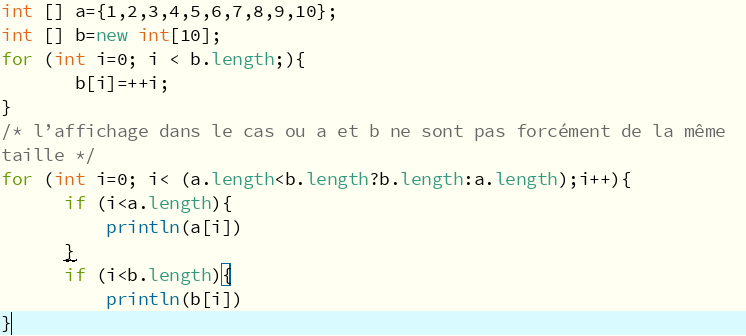 int [] a={1,2,3,4,5,6,7,8,9,10};
int [] b=new int[10];
for (int i=0; i < b.length;){
b[i]=++i;
}
/* l’affichage dans le cas ou a et b ne sont pas forcément de la même
taille */
for (int i=0; i< (a.length<b.length?b.length:a.length);i++){
if (i<a.length){
println(a[i])
}
if (i<b.length){
println(b[i])
}